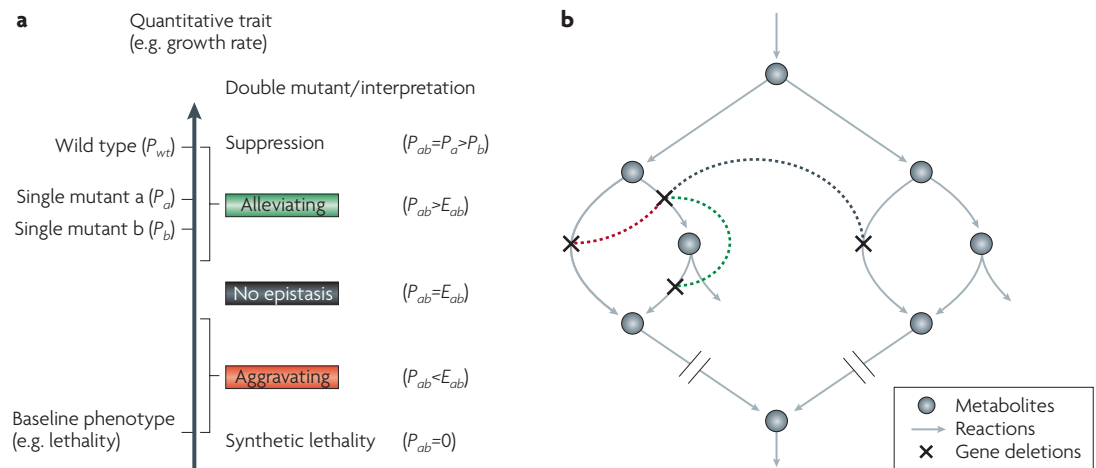 a
Quantitative trait
(e.g. growth rate)
Double mutant/interpretation
Wild type (Pwt)
Suppression (Pab=Pa>Pb)
Single mutant a (Pa)
Alleviating (Pab>Eab)
Single mutant b (Pb)
No epistasis (Pab=Eab)
Aggravating (Pab<Eab)
Baseline phenotype
(e.g. lethality)
Synthetic lethality (Pab=0)
b
Metabolites
Reactions
Gene deletions